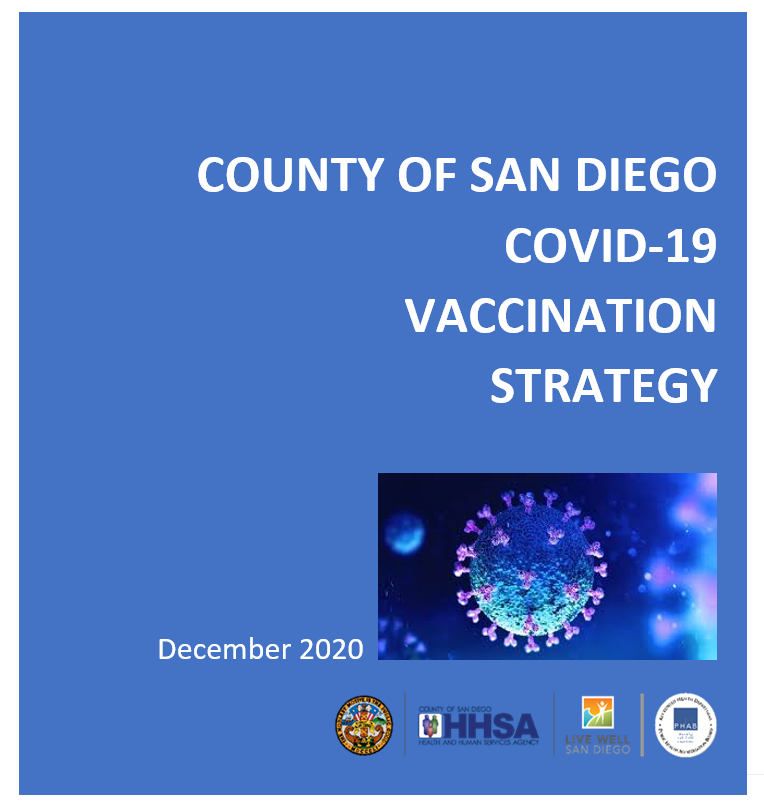 COUNTY OF SAN DIEGO
COVID-19
VACCINATION
STRATEGY
December 2020
COUNTY OF SAN DIEGO
HHSA
HEALTH AND HUMAN SERVICES AGENCY
LIVE WELL
SAN DIEGO
PHAB